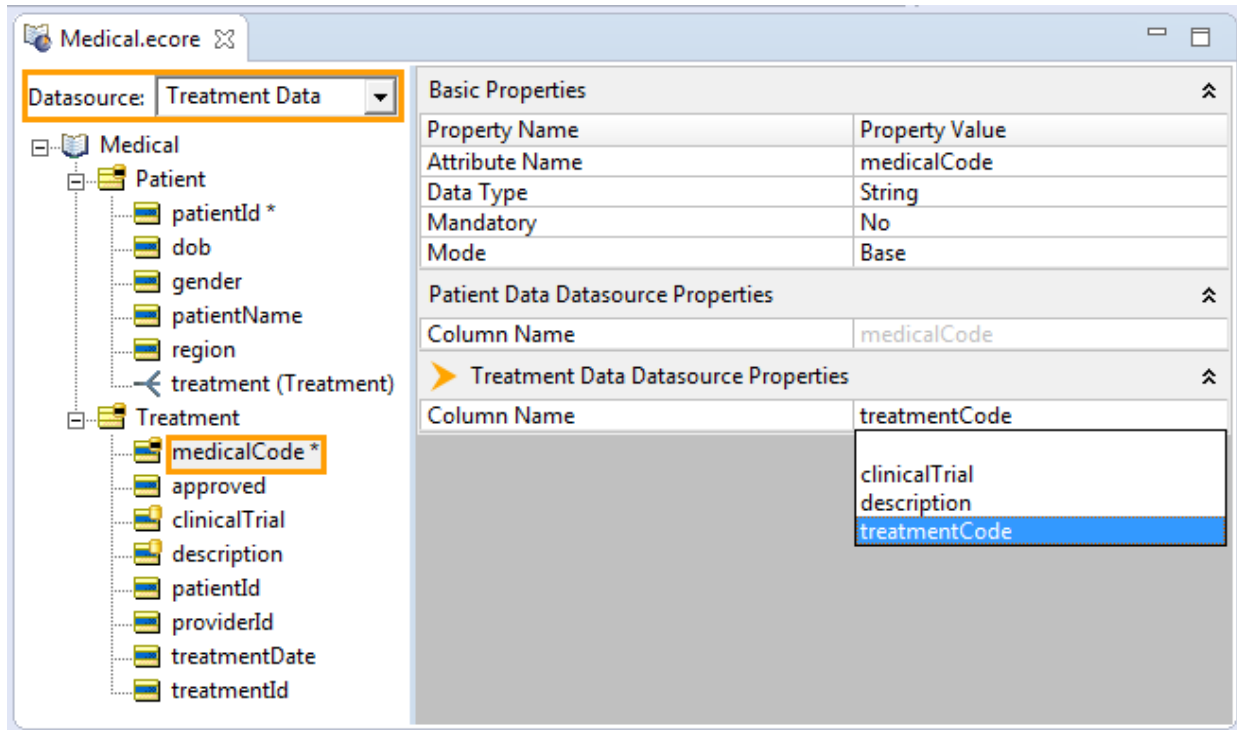 Medical.ecore
Datasource: Treatment Data
Medical
Patient
patientId *
dob
gender
patientName
region
treatment (Treatment)
Treatment
medicalCode *
approved
clinicalTrial
description
patientId
providerId
treatmentDate
treatmentId
Basic Properties
Property Name Property Value
Attribute Name medicalCode
Data Type String
Mandatory No
Mode Base
Patient Data Datasource Properties
Column Name medicalCode
Treatment Data Datasource Properties
Column Name treatmentCode
clinicalTrial
description
treatmentCode